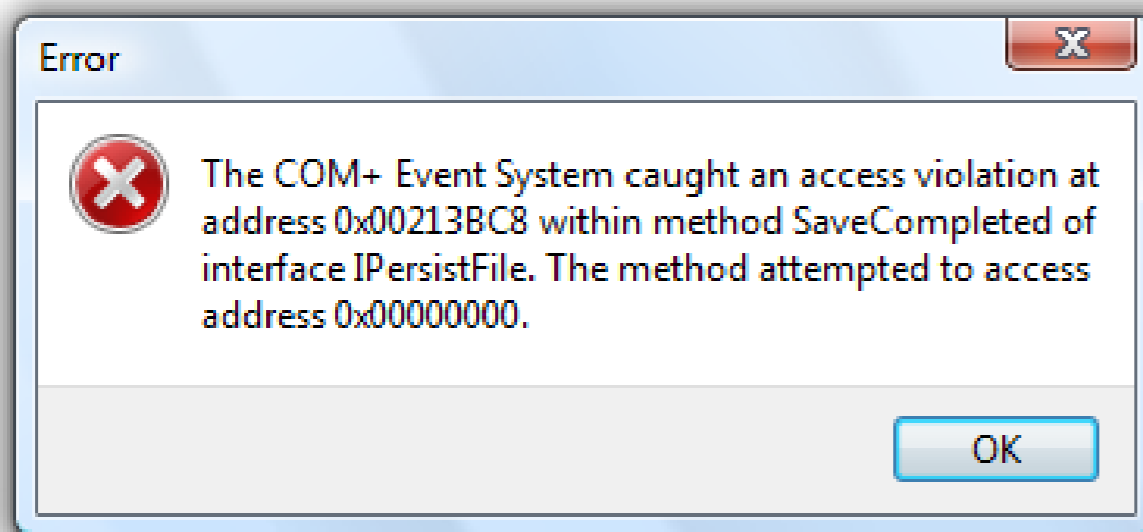 Error
The COM+ Event System caught an access violation at
address 0x00213BC8 within method SaveCompleted of
interface IPersistFile. The method attempted to access
address 0x00000000.
OK